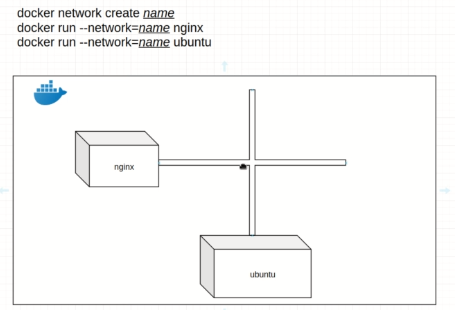 docker network create name
docker run --network=name nginx
docker run --network=name ubuntu
nginx
ubuntu